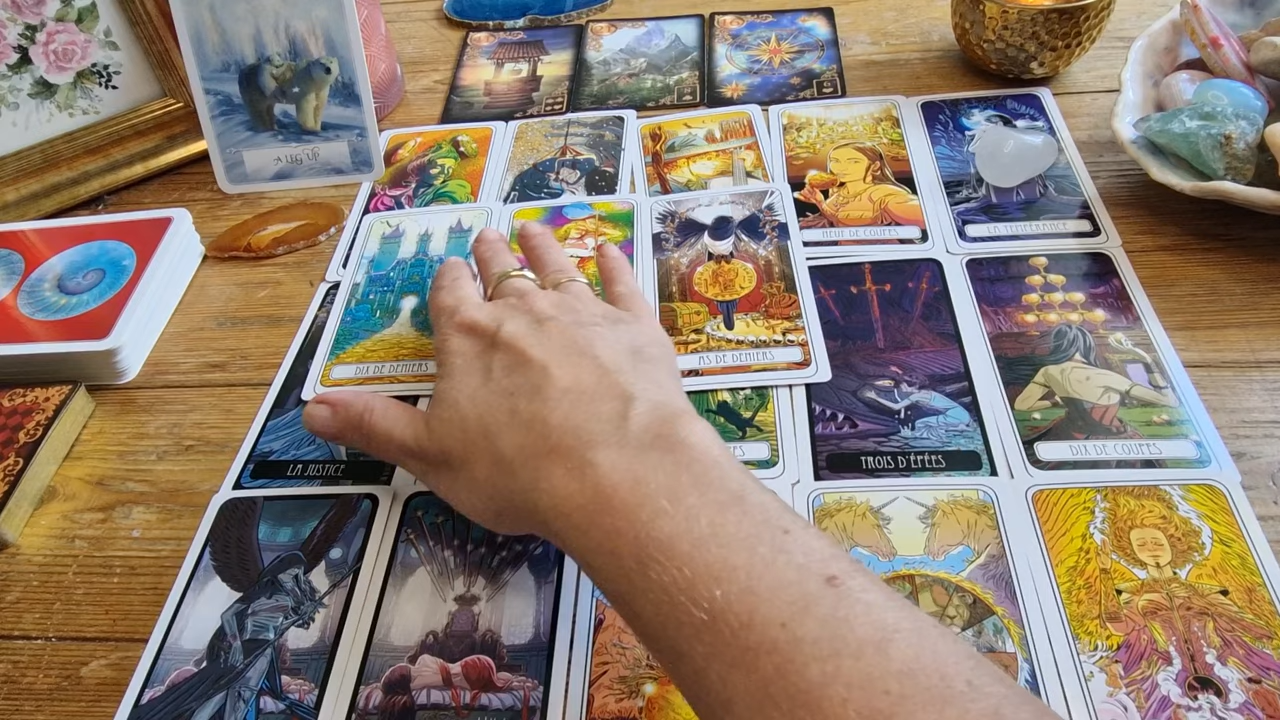 A LEG UP
NEUF DE COUPES
LA TEMPÉRANCE
DIX DE DENIERS
AS DE DENIERS
LA JUSTICE
TROIS D'ÉPÉES
DIX DE COUPES